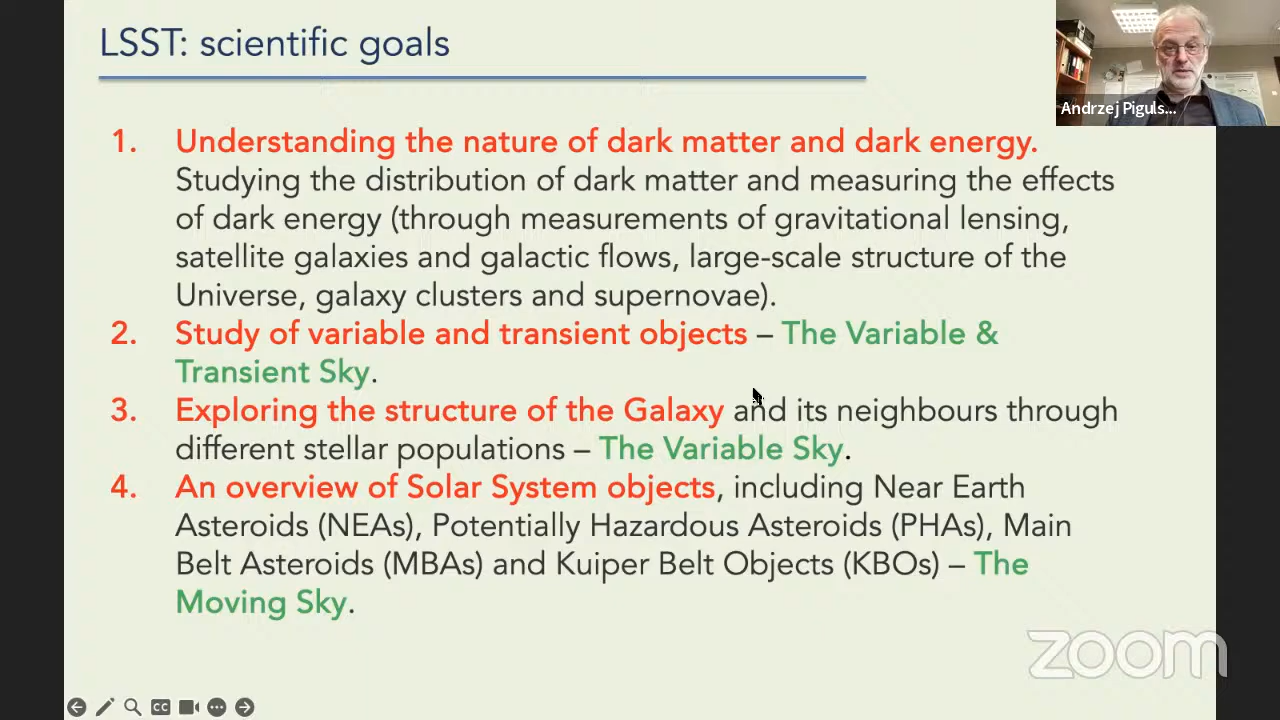 LSST: scientific goals
Andrzej Piguls...
1. Understanding the nature of dark matter and dark energy.
Studying the distribution of dark matter and measuring the effects
of dark energy (through measurements of gravitational lensing,
satellite galaxies and galactic flows, large-scale structure of the
Universe, galaxy clusters and supernovae).
2. Study of variable and transient objects – The Variable &
Transient Sky.
3. Exploring the structure of the Galaxy and its neighbours through
different stellar populations – The Variable Sky.
4. An overview of Solar System objects, including Near Earth
Asteroids (NEAs), Potentially Hazardous Asteroids (PHAs), Main
Belt Asteroids (MBAs) and Kuiper Belt Objects (KBOs) – The
Moving Sky.
zoom
CC